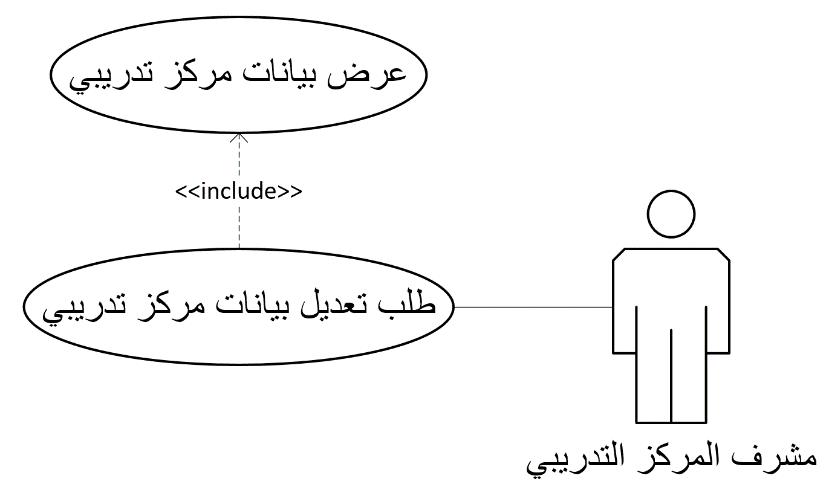 عرض بيانات مركز تدريبي
<<include>>
طلب تعديل بيانات مركز تدريبي
مشرف المركز التدريبي